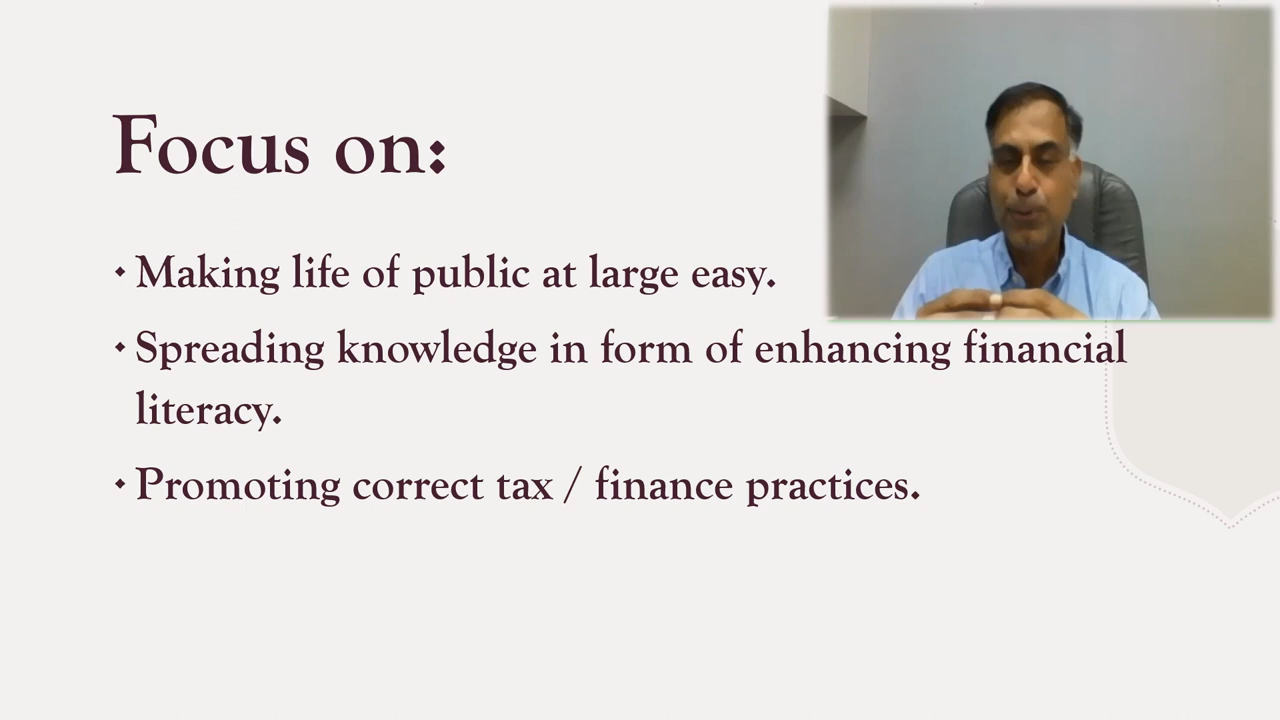 Focus on:
• Making life of public at large easy.
• Spreading knowledge in form of enhancing financial
literacy.
• Promoting correct tax / finance practices.